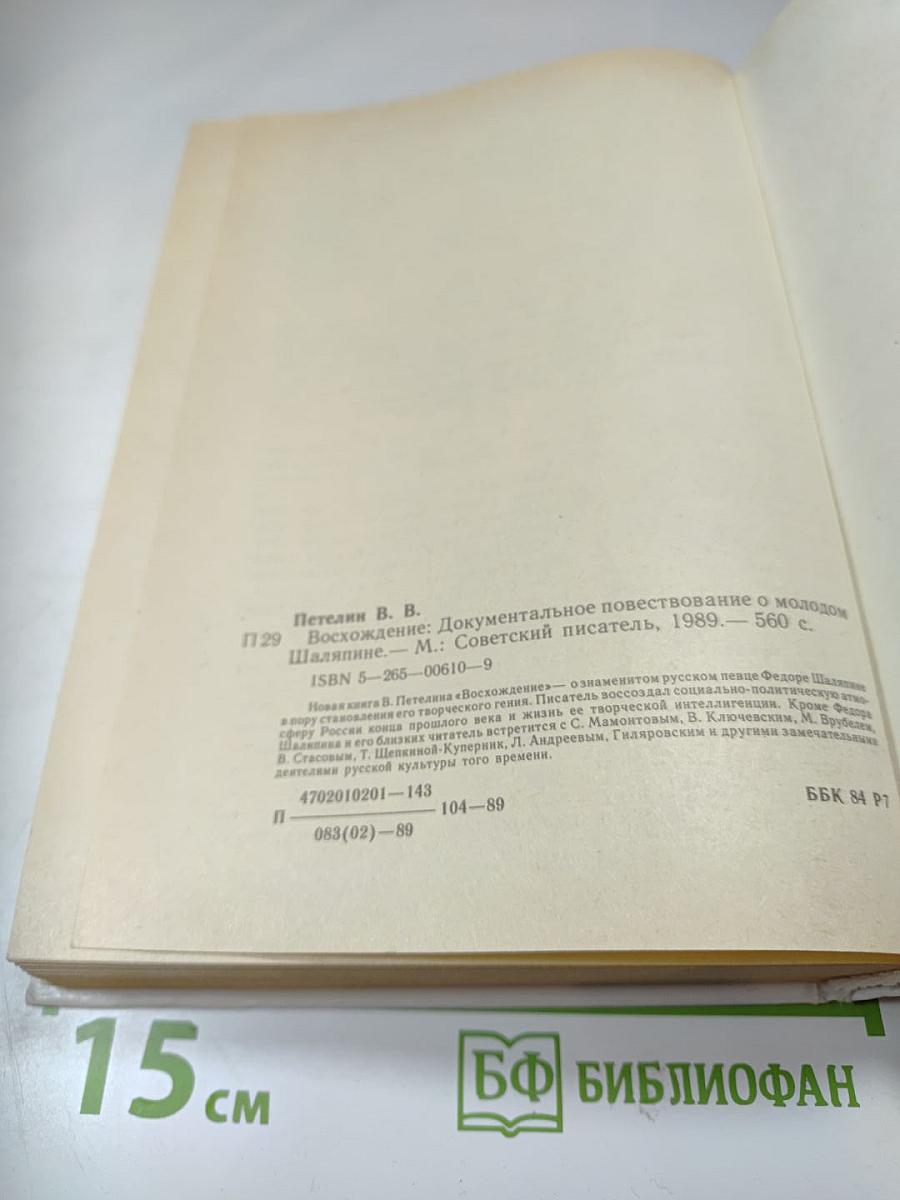 Петелин В. В.
П 29 Восхождение: Документальное повествование о молодом
Шаляпине.— М.: Советский писатель, 1989.— 560 с.
ISBN 5—265—00610—9
Новая книга В. Петелина «Восхождение»— о знаменитом русском певце Федоре Шаляпине
в пору становления его творческого гения. Писатель воссоздал социально-политическую атмо-
сферу России конца прошлого века и жизнь ее творческой интеллигенции. Кроме Федора
Шаляпина и его близких читатель встретится с С. Мамонтовым, В. Ключевским, М. Врубелем,
В. Стасовым, Т. Щепкиной-Куперник, Л. Андреевым, Гиляровским и другими замечательными
деятелями русской культуры того времени.
4702010201—143
П 104—89
083(02)—89
ББК 84 Р7
15 см
БФ БИБЛИОФАН